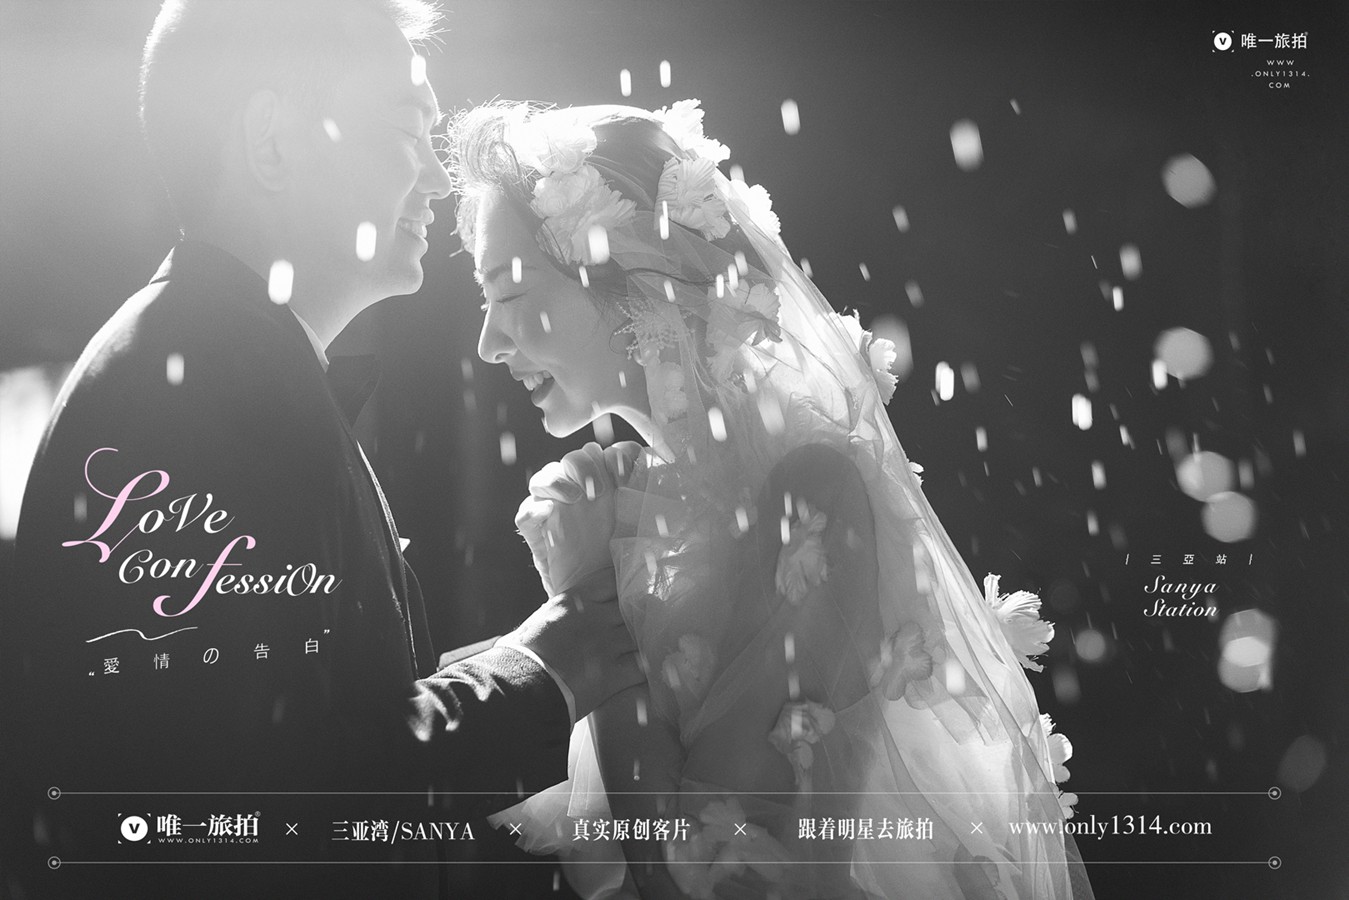 唯一旅拍
WWW
.ONLY1314.
COM
Love
Confession
“愛情の告白”
| 三亞站 |
Sanya
Station
唯一旅拍® × 三亚湾/SANYA × 真实原创客片 × 跟着明星去旅拍 × www.only1314.com
WWW.ONLY1314.COM